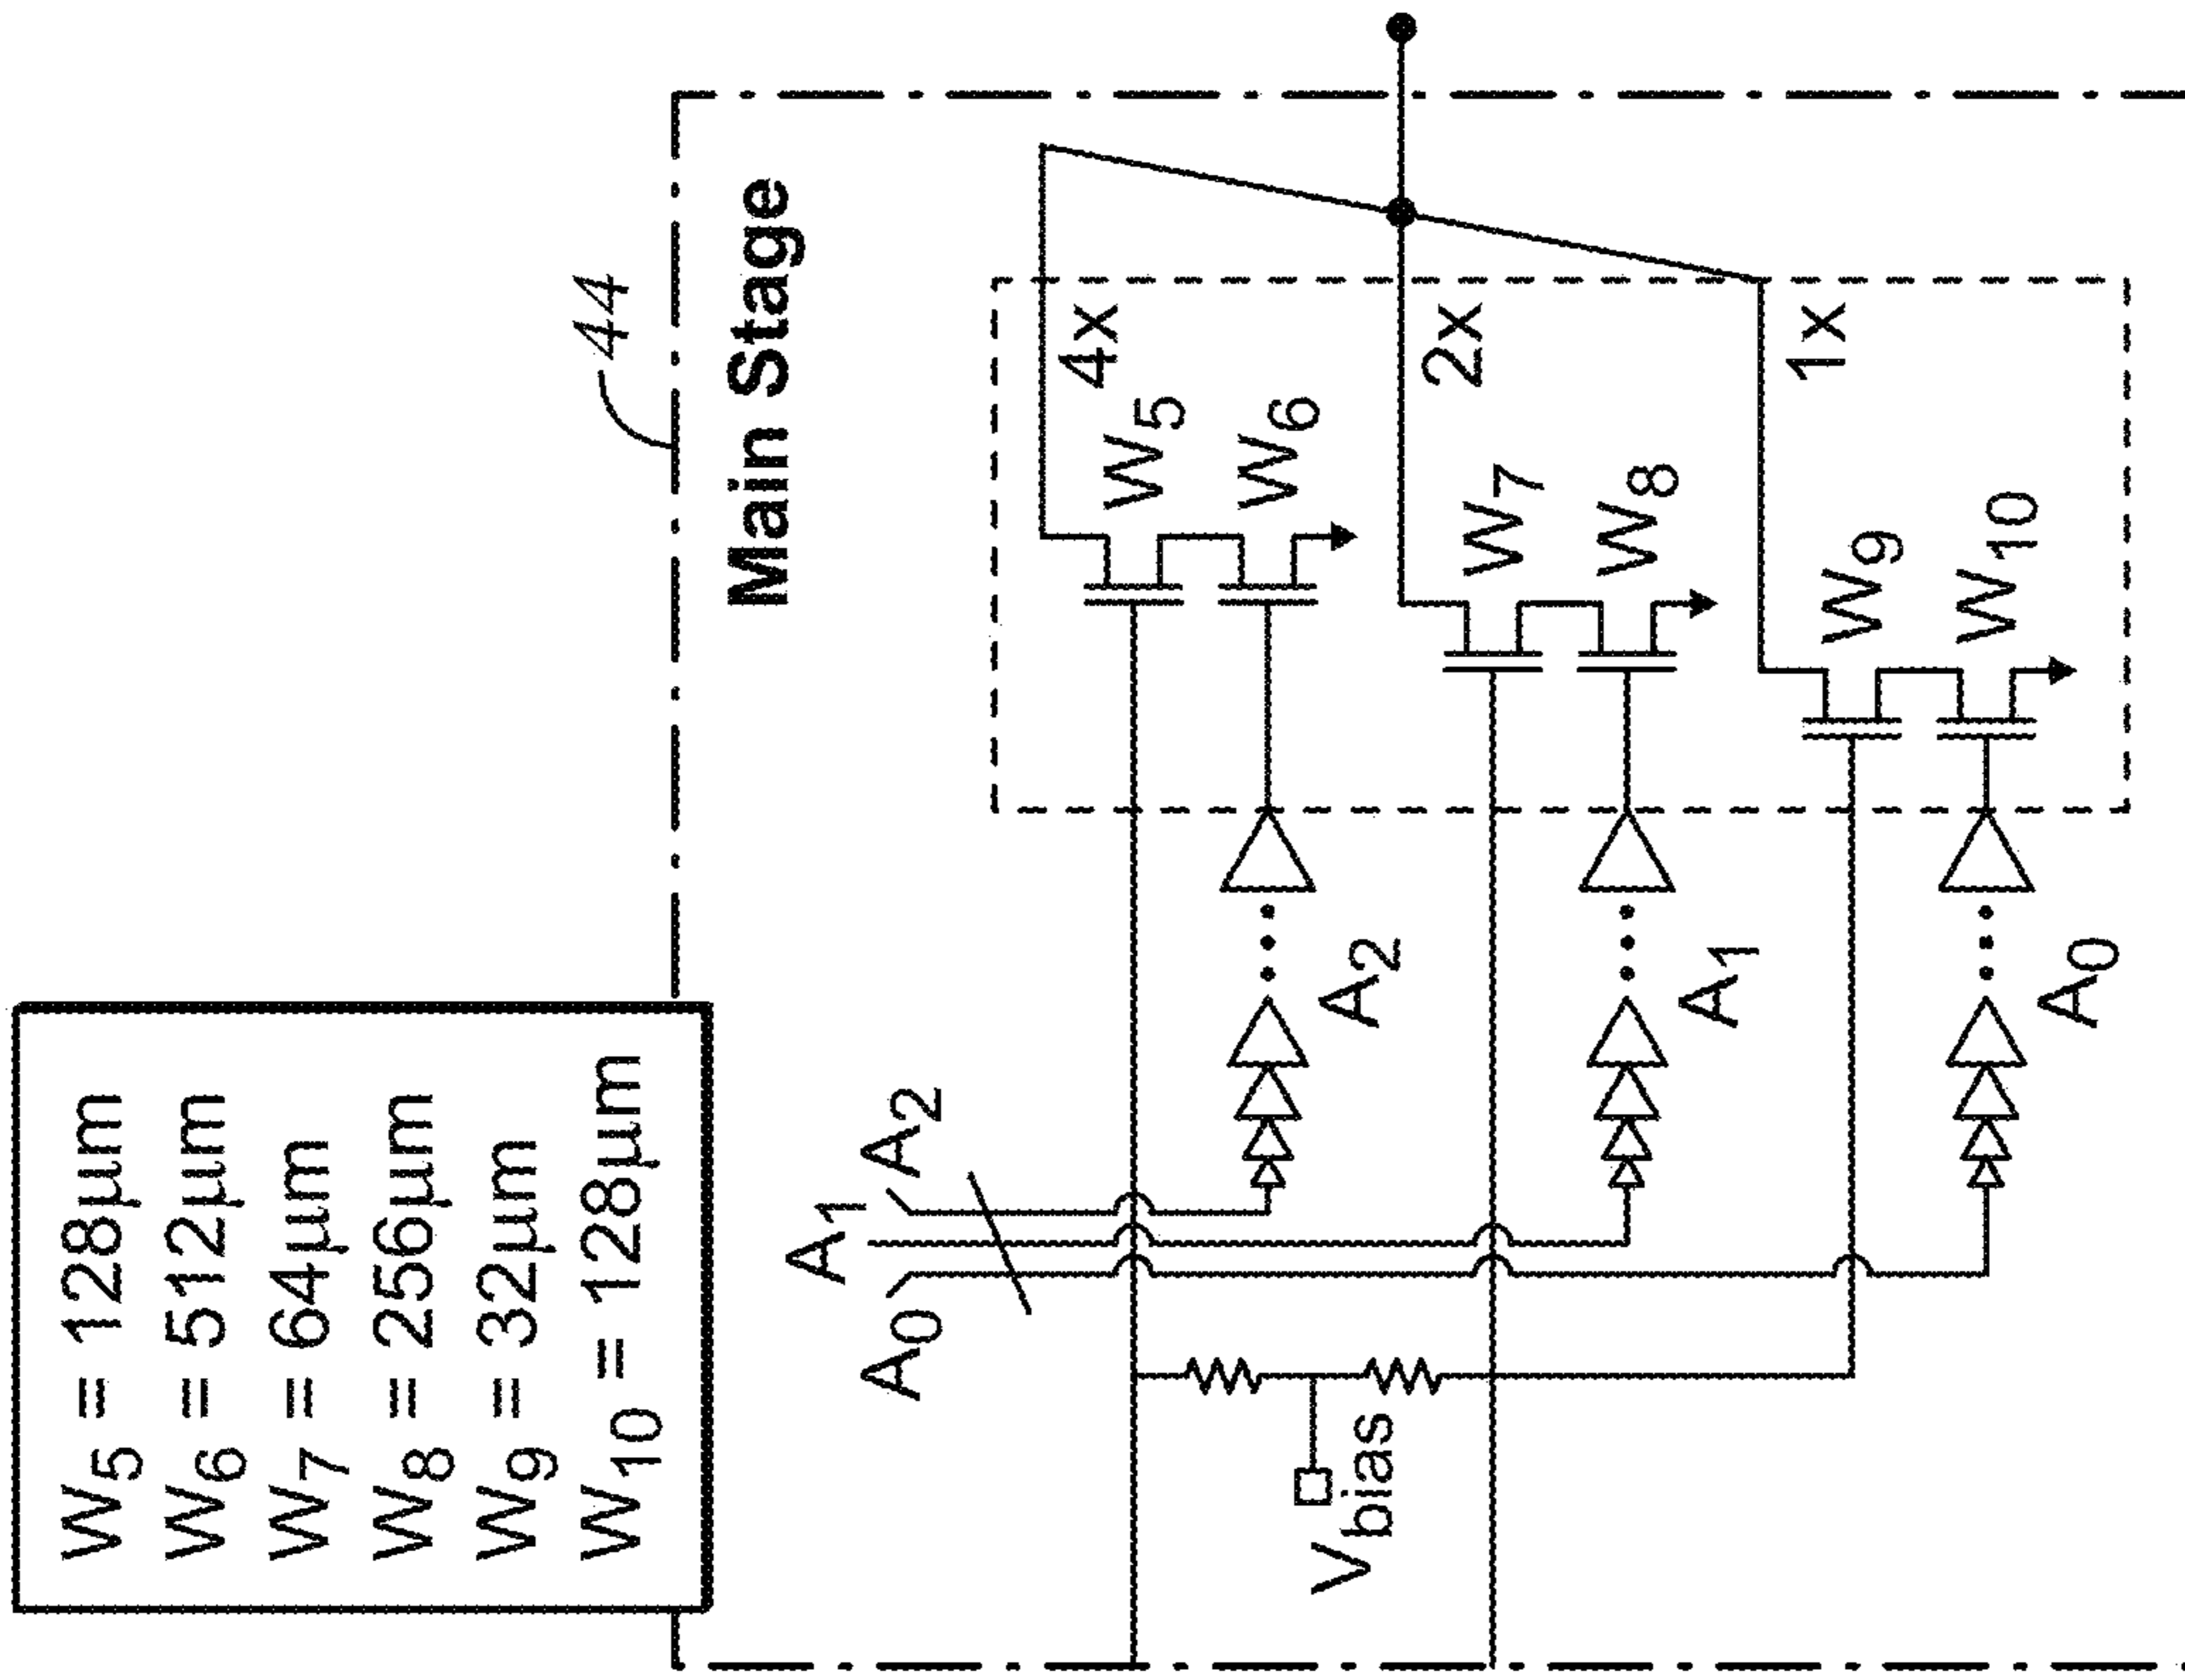 W5 = 128µm
W6 = 512µm
W7 = 64µm
W8 = 256µm
W9 = 32µm
W10 = 128µm
44
Main Stage
A0 A1 A2
Vbias
A2
A1
A0
4x
W5
W6
2x
W7
W8
1x
W9
W10